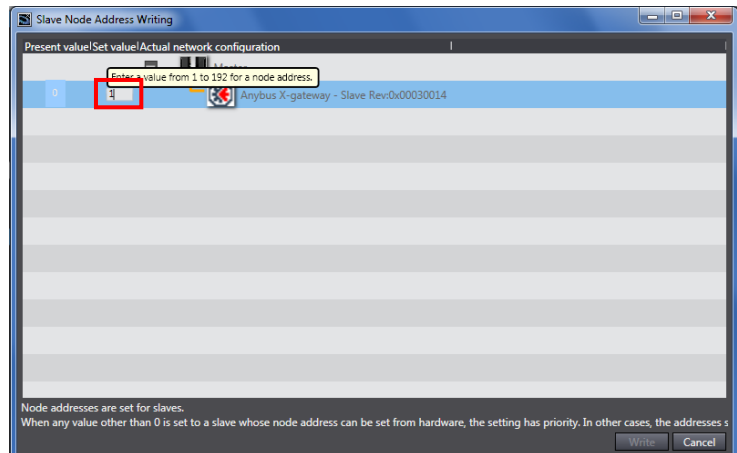 Slave Node Address Writing
Present value Set value Actual network configuration
Master
Enter a value from 1 to 192 for a node address.
0 1 Anybus X-gateway - Slave Rev:0x00030014
Node addresses are set for slaves.
When any value other than 0 is set to a slave whose node address can be set from hardware, the setting has priority. In other cases, the addresses s
Write Cancel